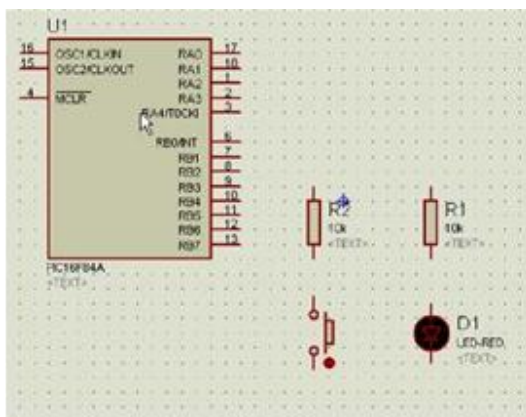 U1
16 OSC1/CLKIN RA0 17
15 OSC2/CLKOUT RA1 18
RA2 1
4 MCLR RA3 2
RA4/T0CKI 3
RB0/INT 6
RB1 7
RB2 8
RB3 9
RB4 10
RB5 11
RB6 12
RB7 13
PIC16F84A
<TEXT>
R2
10k
<TEXT>
R1
10k
<TEXT>
D1
LED-RED
<TEXT>